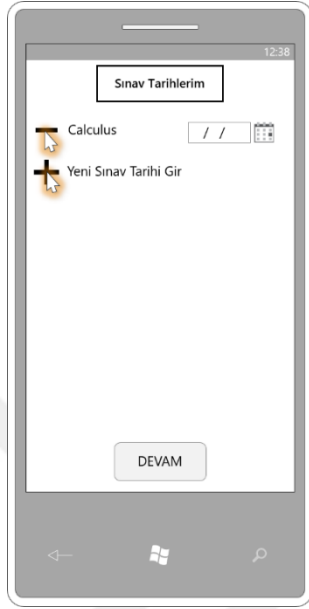 12:38
Sınav Tarihlerim
Calculus / /
Yeni Sınav Tarihi Gir
DEVAM